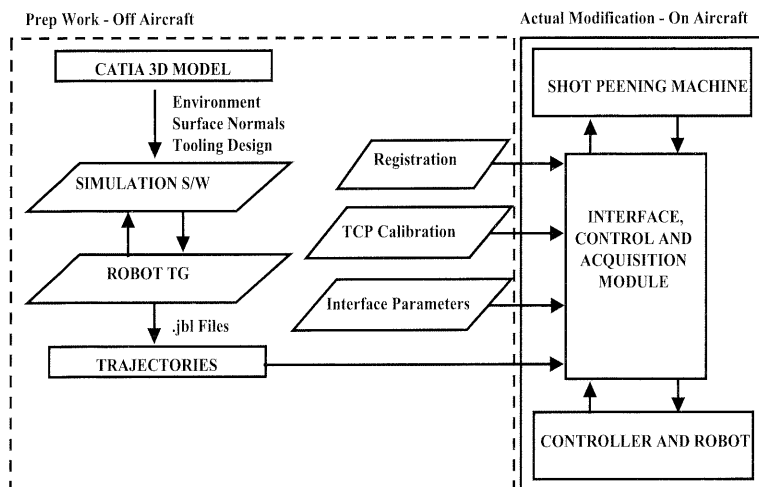 Prep Work - Off Aircraft
Actual Modification - On Aircraft
CATIA 3D MODEL
Environment
Surface Normals
Tooling Design
SIMULATION S/W
ROBOT TG
.jbl Files
TRAJECTORIES
Registration
TCP Calibration
Interface Parameters
SHOT PEENING MACHINE
INTERFACE,
CONTROL AND
ACQUISITION
MODULE
CONTROLLER AND ROBOT